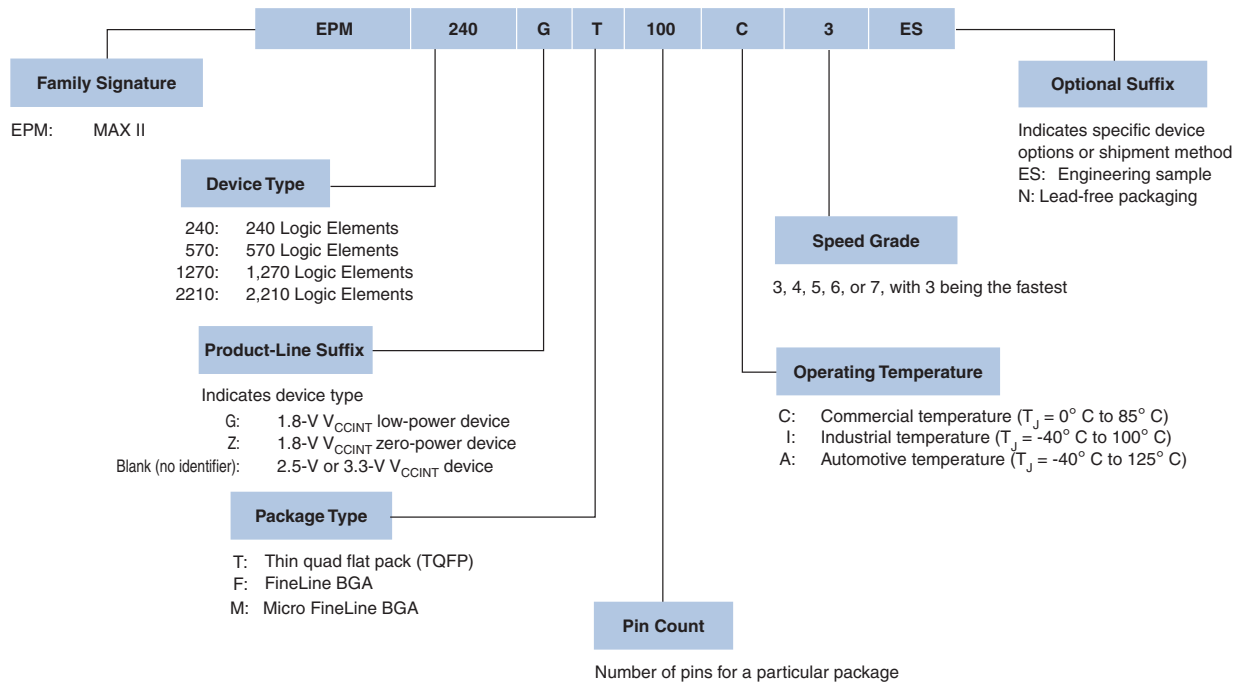 EPM 240 G T 100 C 3 ES
Family Signature
EPM: MAX II
Optional Suffix
Indicates specific device
options or shipment method
ES: Engineering sample
N: Lead-free packaging
Device Type
240: 240 Logic Elements
570: 570 Logic Elements
1270: 1,270 Logic Elements
2210: 2,210 Logic Elements
Speed Grade
3, 4, 5, 6, or 7, with 3 being the fastest
Product-Line Suffix
Indicates device type
G: 1.8-V VCCINT low-power device
Z: 1.8-V VCCINT zero-power device
Blank (no identifier): 2.5-V or 3.3-V VCCINT device
Operating Temperature
C: Commercial temperature (TJ = 0° C to 85° C)
I: Industrial temperature (TJ = -40° C to 100° C)
A: Automotive temperature (TJ = -40° C to 125° C)
Package Type
T: Thin quad flat pack (TQFP)
F: FineLine BGA
M: Micro FineLine BGA
Pin Count
Number of pins for a particular package